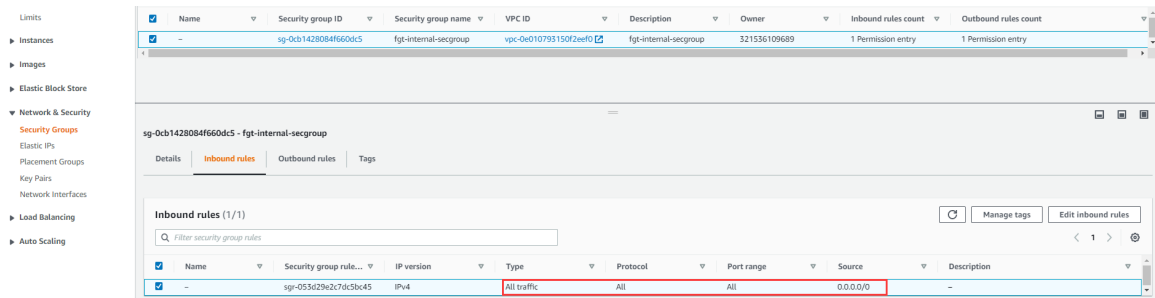 Limits
Instances
Images
Elastic Block Store
Network & Security
Security Groups
Elastic IPs
Placement Groups
Key Pairs
Network Interfaces
Load Balancing
Auto Scaling
Name Security group ID Security group name VPC ID Description Owner Inbound rules count Outbound rules count
– sg-0cb1428084f660dc5 fgt-internal-secgroup vpc-0e010793150f2eef0 fgt-internal-secgroup 321536109689 1 Permission entry 1 Permission entry
sg-0cb1428084f660dc5 - fgt-internal-secgroup
Details Inbound rules Outbound rules Tags
Inbound rules (1/1) Manage tags Edit inbound rules
Filter security group rules 1
Name Security group rule... IP version Type Protocol Port range Source Description
– sgr-053d29e2c7dc5bc45 IPv4 All traffic All All 0.0.0.0/0 –